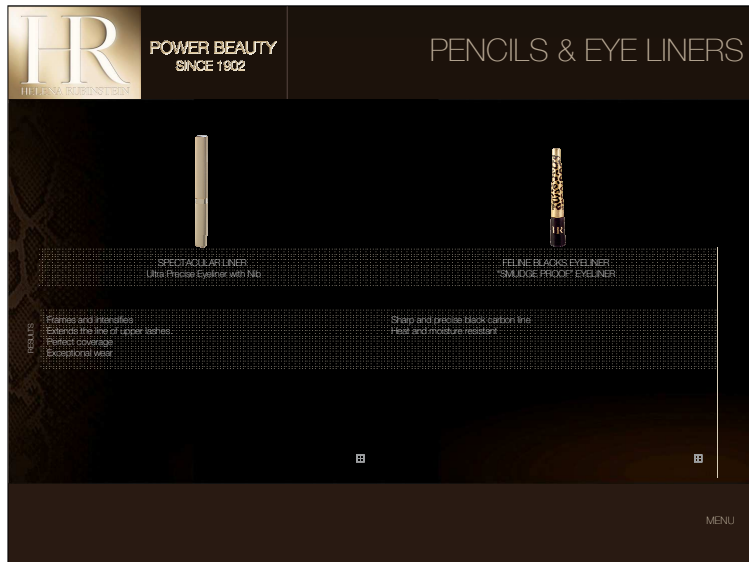 HR
HELENA RUBINSTEIN
POWER BEAUTY
SINCE 1902
PENCILS & EYE LINERS
HR
SPECTACULAR LINER
Ultra Precise Eyeliner with Nib
FELINE BLACKS EYELINER
"SMUDGE PROOF" EYELINER
RESULTS
Frames and intensifies
Extends the line of upper lashes.
Perfect coverage
Exceptional wear
Sharp and precise black carbon line
Heat and moisture resistant
MENU